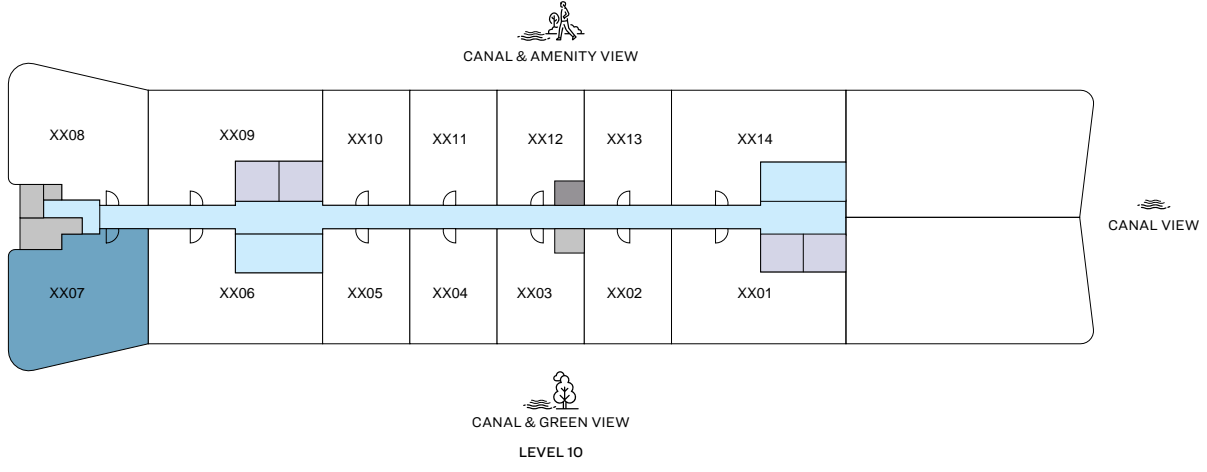 CANAL & AMENITY VIEW
XX08
XX09
XX10
XX11
XX12
XX13
XX14
CANAL VIEW
XX07
XX06
XX05
XX04
XX03
XX02
XX01
CANAL & GREEN VIEW
LEVEL 10